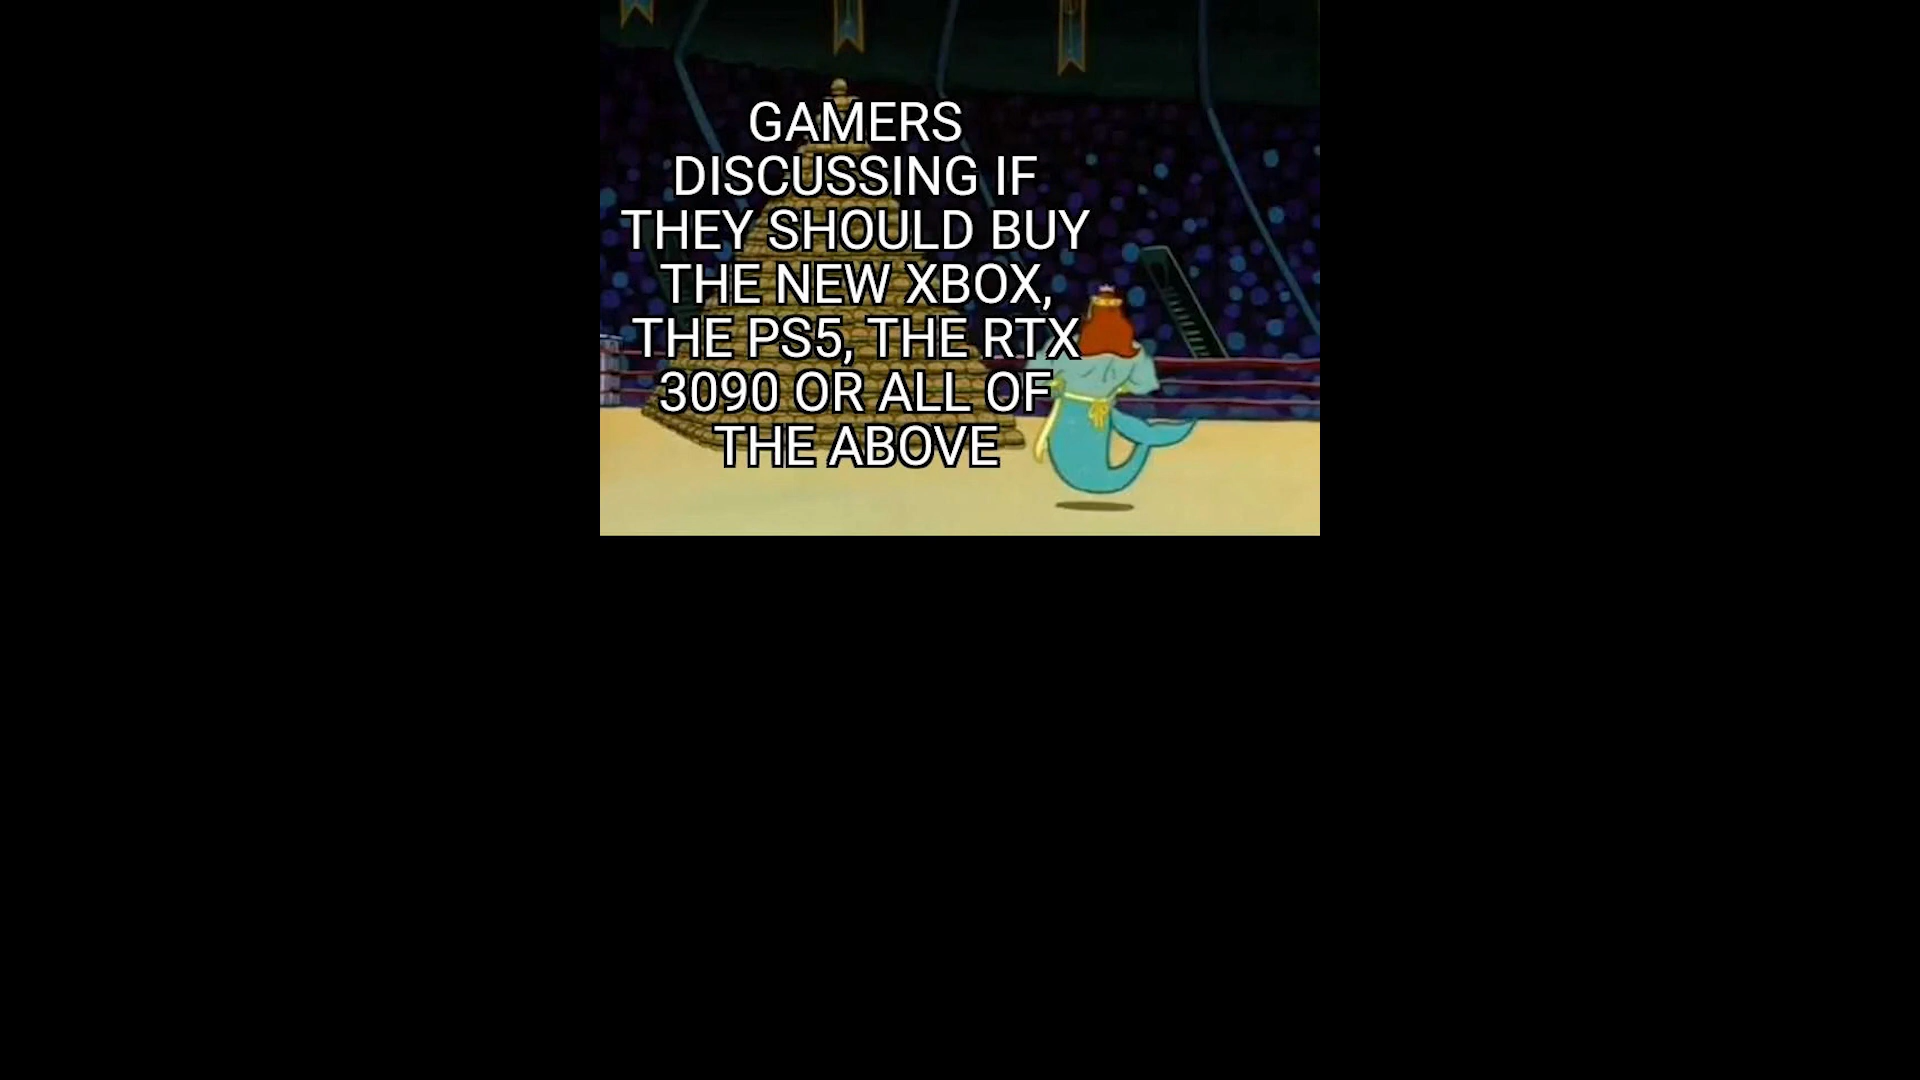 GAMERS
DISCUSSING IF
THEY SHOULD BUY
THE NEW XBOX,
THE PS5, THE RTX
3090 OR ALL OF
THE ABOVE